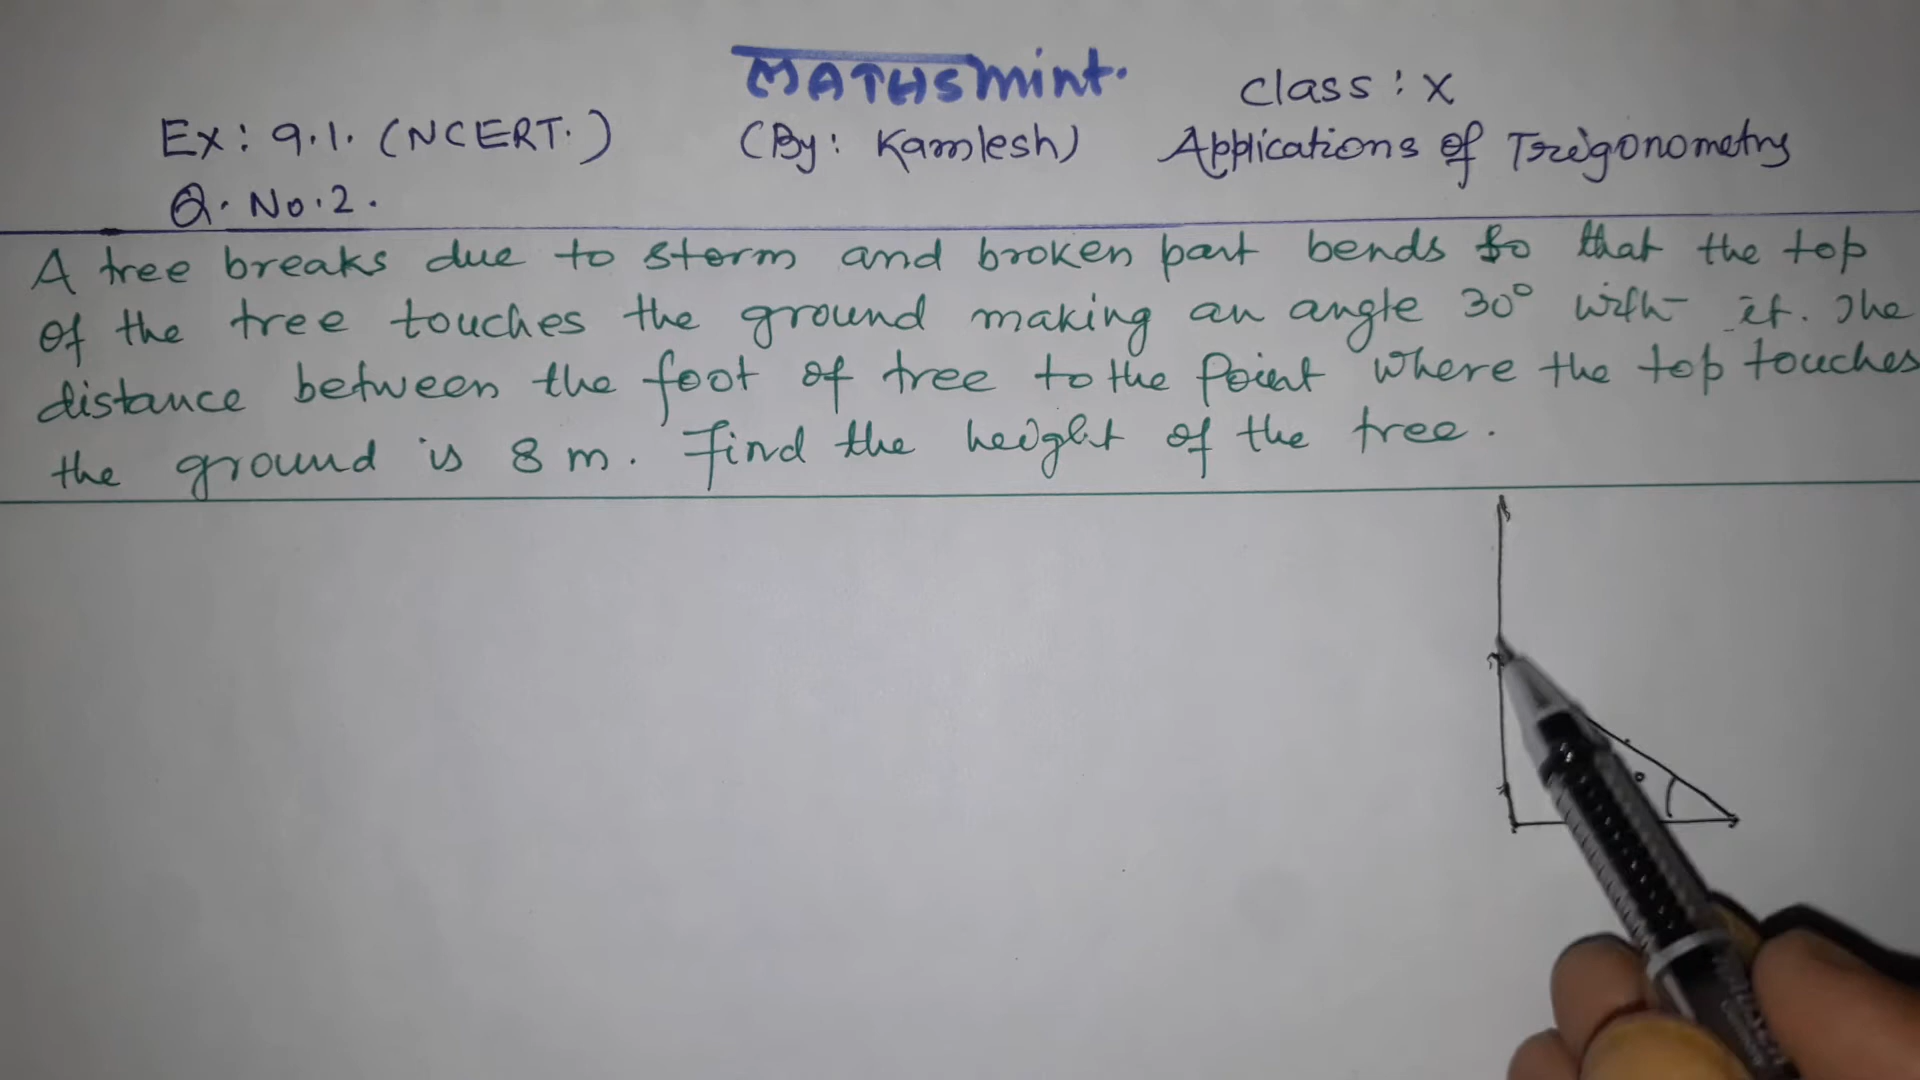 MATHSmint.
class : X
Ex: 9.1. (NCERT.)
(By: Kamlesh)
Applications of Trigonometry
Q. No. 2.
A tree breaks due to storm and broken part bends so that the top
of the tree touches the ground making an angle 30° with it. The
distance between the foot of tree to the point where the top touches
the ground is 8 m. Find the height of the tree.